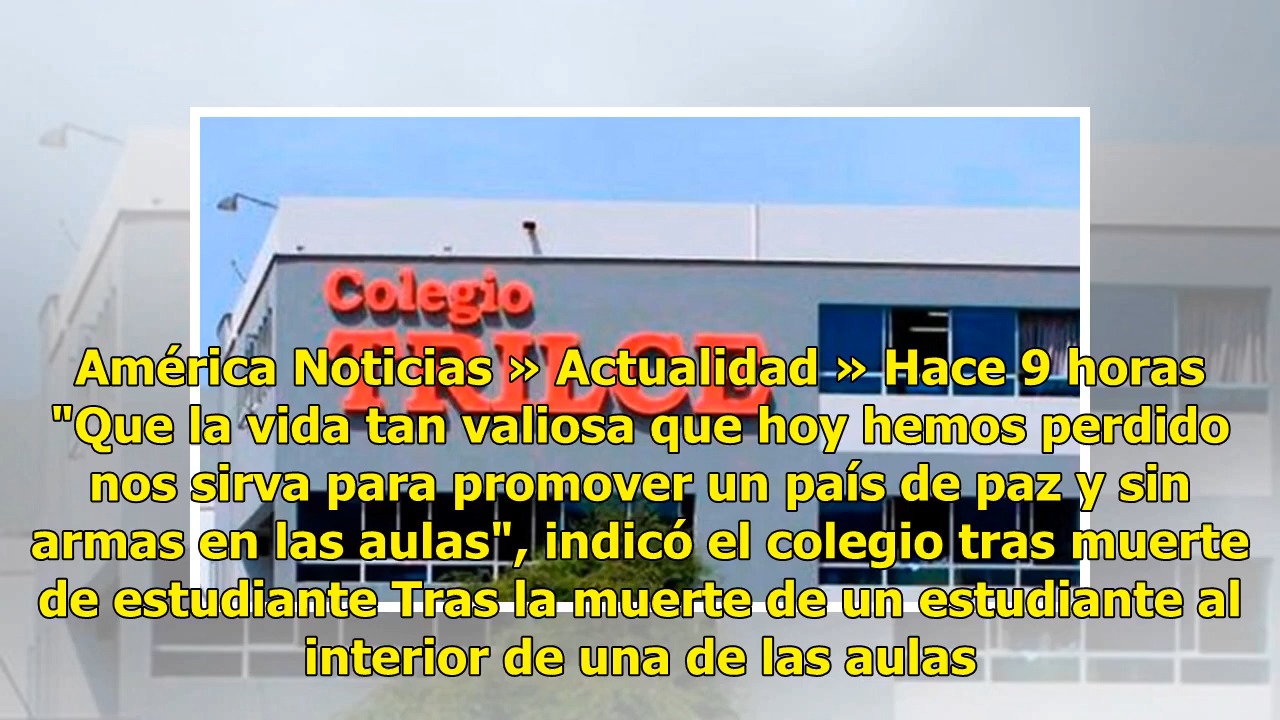 Colegio
TRILCE
América Noticias » Actualidad » Hace 9 horas
"Que la vida tan valiosa que hoy hemos perdido
nos sirva para promover un país de paz y sin
armas en las aulas", indicó el colegio tras muerte
de estudiante Tras la muerte de un estudiante al
interior de una de las aulas